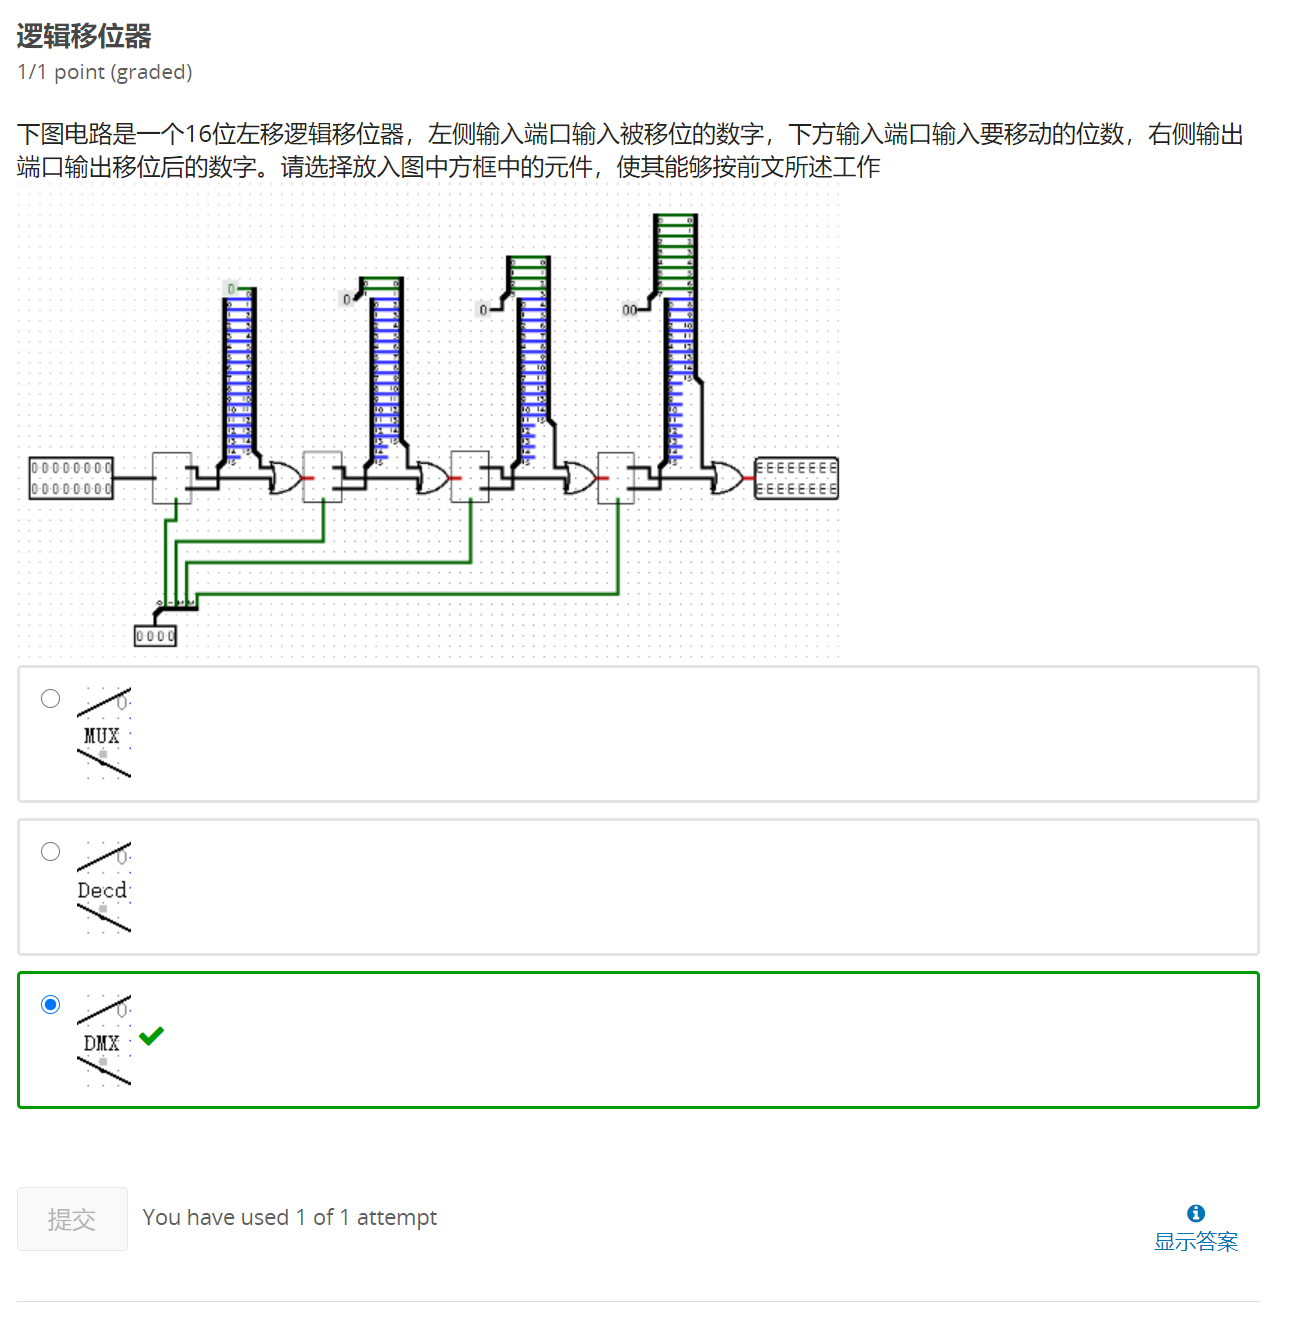 逻辑移位器
1/1 point (graded)
下图电路是一个16位左移逻辑移位器，左侧输入端口输入被移位的数字，下方输入端口输入要移动的位数，右侧输出
端口输出移位后的数字。请选择放入图中方框中的元件，使其能够按前文所述工作
0
0
0
00
00000000
00000000
EEEEEEEE
EEEEEEEE
0000
0
MUX
0
Decd
0
DMX
提交
You have used 1 of 1 attempt
显示答案